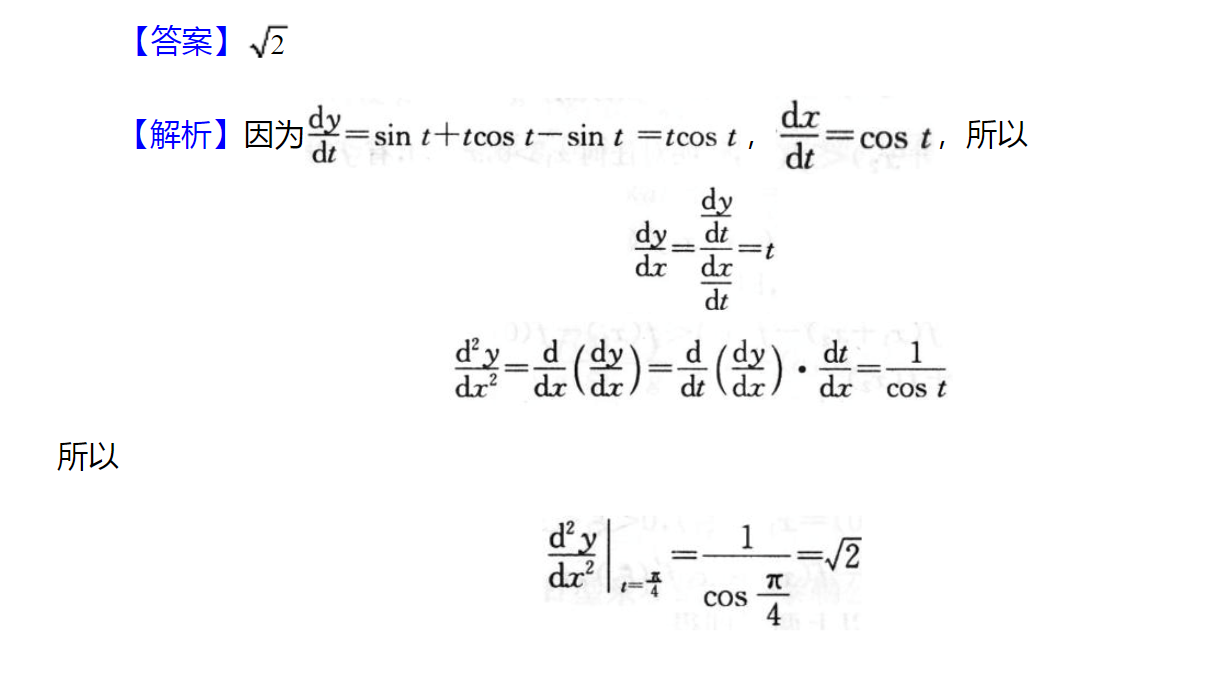 【答案】√2
【解析】因为dy/dt=sin t+tcos t−sin t=tcos t，dx/dt=cos t，所以
dy/dx=(dy/dt)/(dx/dt)=t
d²y/dx²=d/dx(dy/dx)=d/dt(dy/dx)·dt/dx=1/cos t
所以
d²y/dx²|t=π/4=1/cos π/4=√2